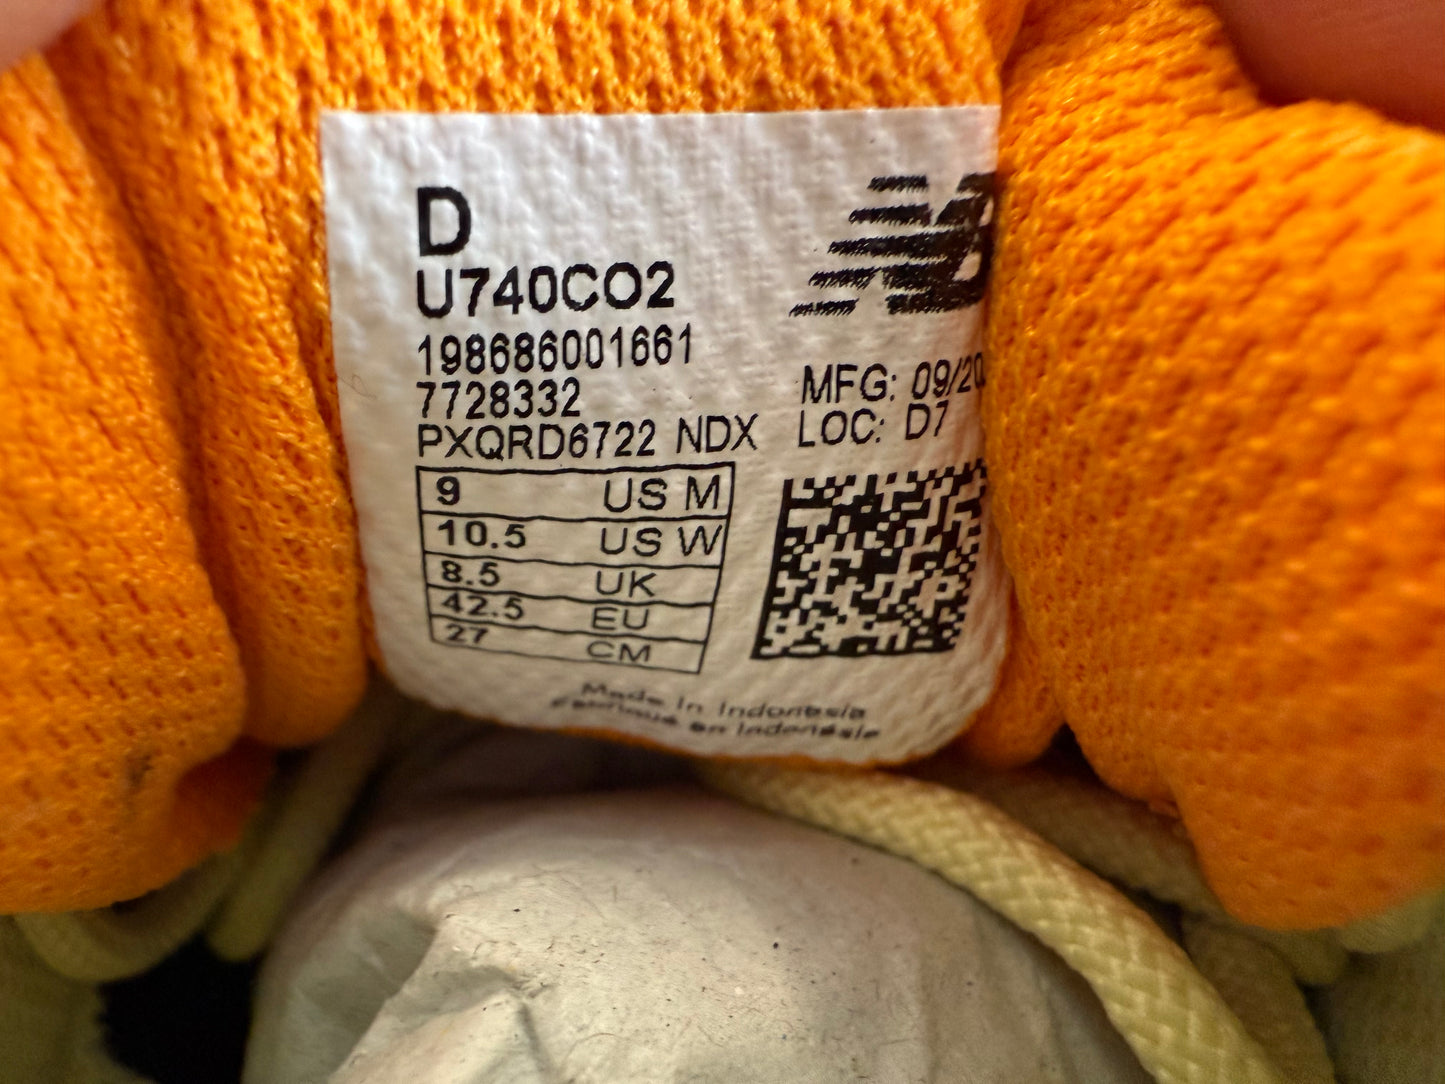 D
U740CO2
198686001661
7728332
PXQRD6722 NDX
MFG: 09/20
LOC: D7
9 US M
10.5 US W
8.5 UK
42.5 EU
27 CM
Made in Indonesia
Fabriqué en Indonésie